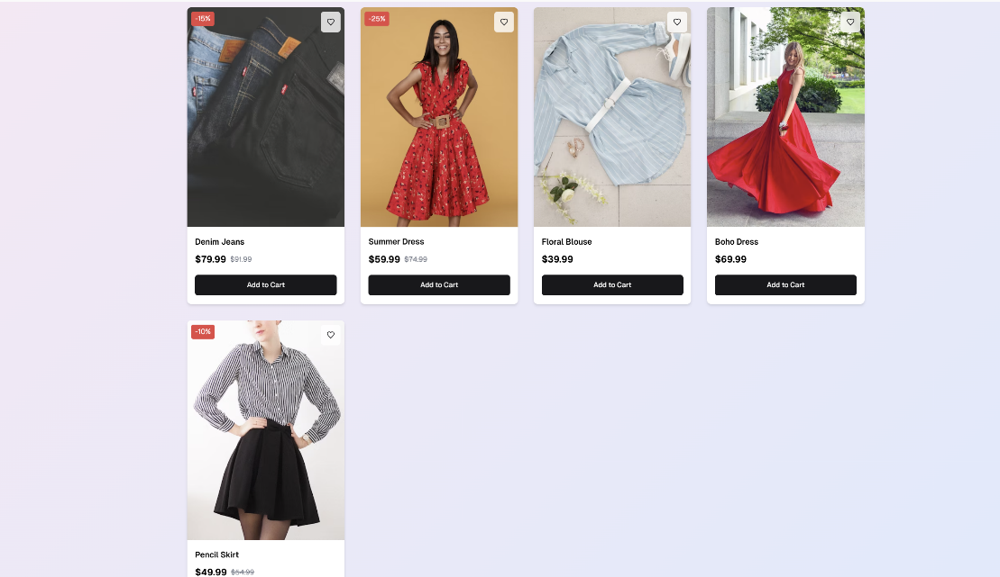 -15%
-25%
Denim Jeans
$79.99 $91.99
Add to Cart
Summer Dress
$59.99 $74.99
Add to Cart
Floral Blouse
$39.99
Add to Cart
Boho Dress
$69.99
Add to Cart
-10%
Pencil Skirt
$49.99 $54.99